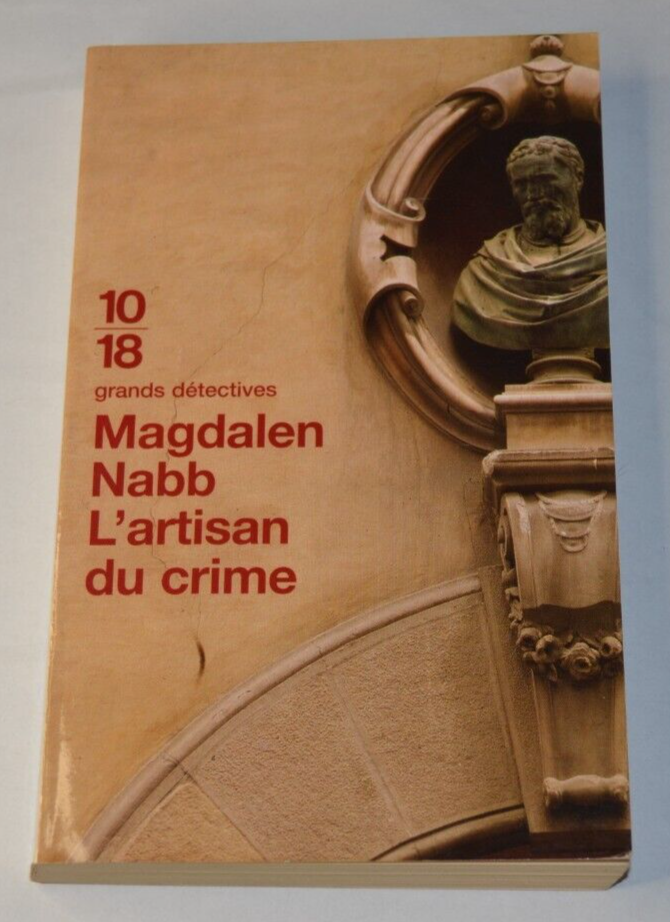 10
18
grands détectives
Magdalen
Nabb
L'artisan
du crime